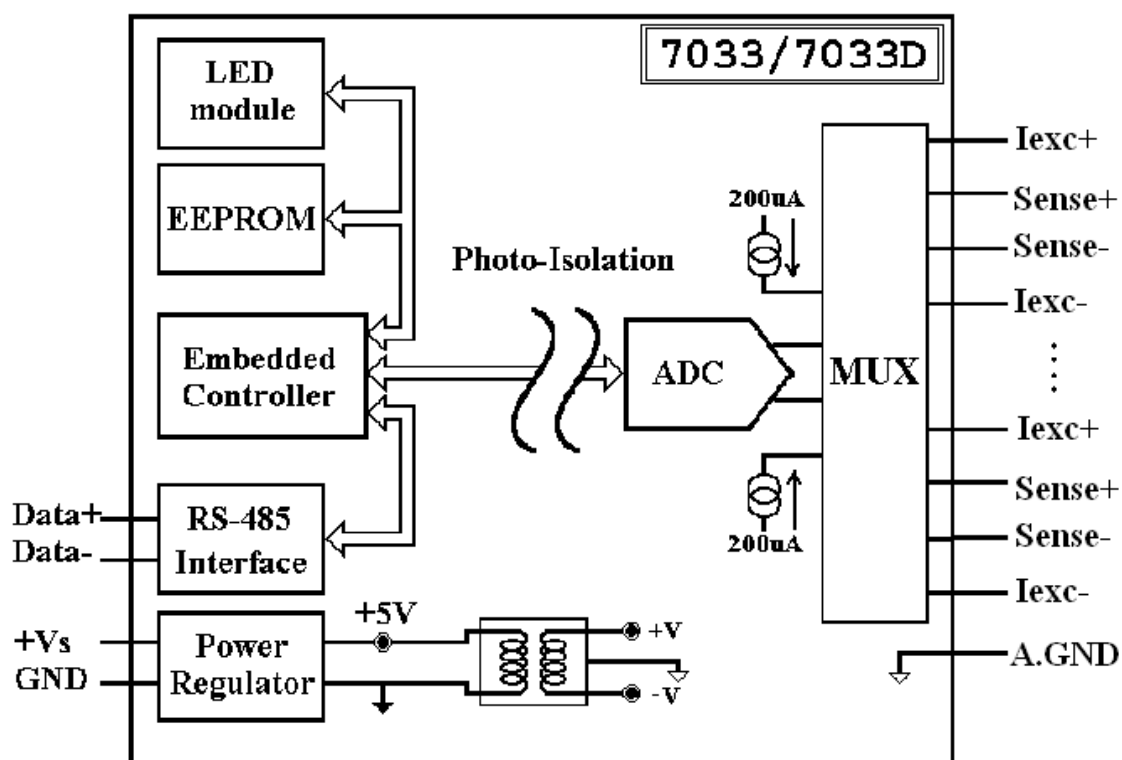 7033/7033D
LED
module
EEPROM
Photo-Isolation
Embedded
Controller
ADC
200uA
MUX
200uA
Iexc+
Sense+
Sense-
Iexc-
Iexc+
Sense+
Sense-
Iexc-
A.GND
Data+
Data-
RS-485
Interface
+Vs
GND
Power
Regulator
+5V
+V
-V